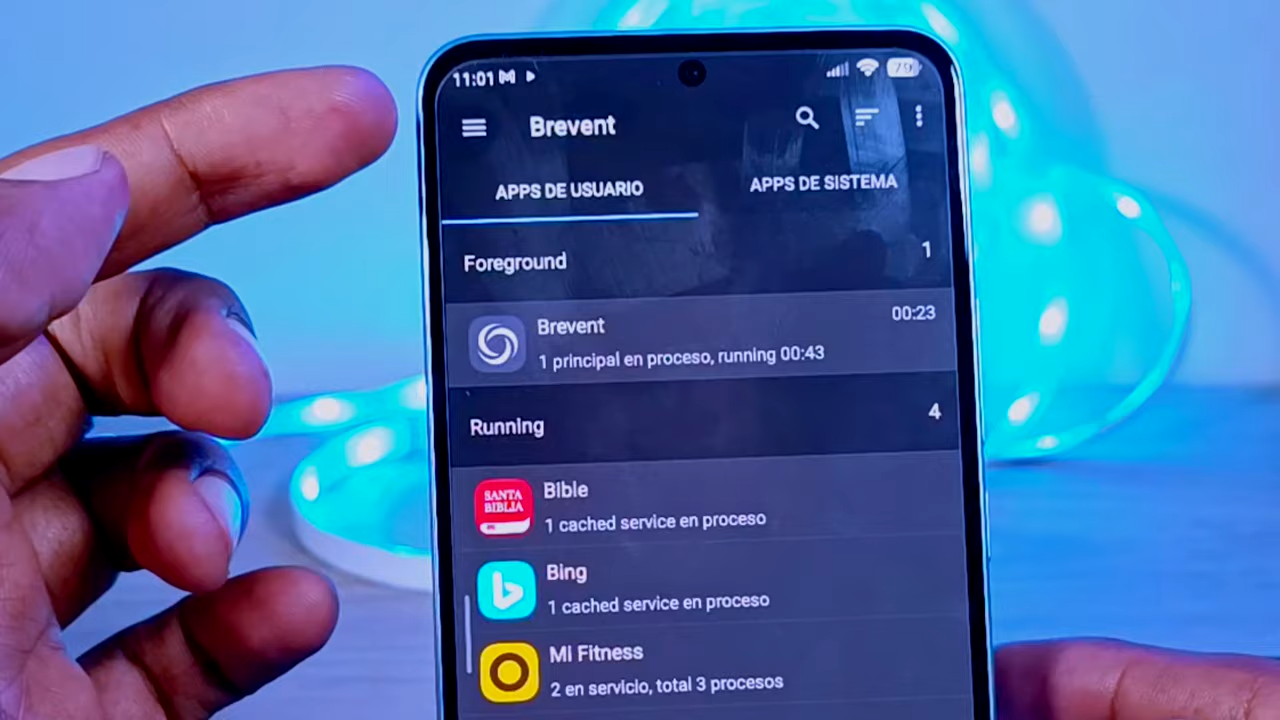 11:01
79
Brevent
APPS DE USUARIO
APPS DE SISTEMA
Foreground
1
Brevent
00:23
1 principal en proceso, running 00:43
Running
4
SANTA
BIBLIA
Bible
1 cached service en proceso
b
Bing
1 cached service en proceso
Mi Fitness
2 en servicio, total 3 procesos